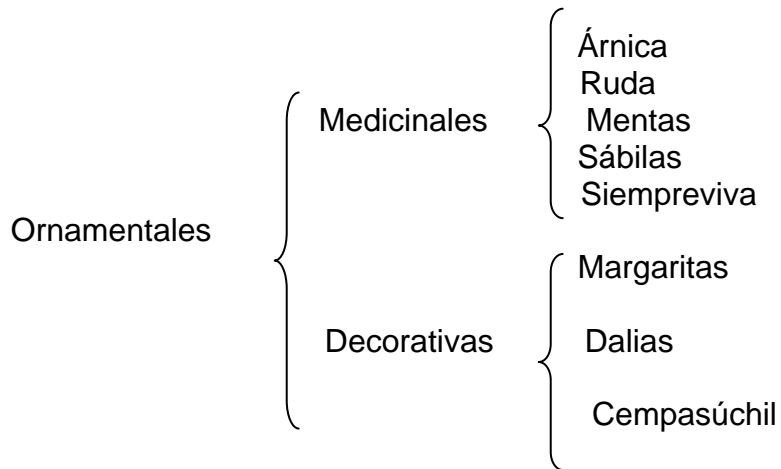 Ornamentales
Medicinales
Árnica
Ruda
Mentas
Sábilas
Siempreviva
Decorativas
Margaritas
Dalias
Cempasúchil